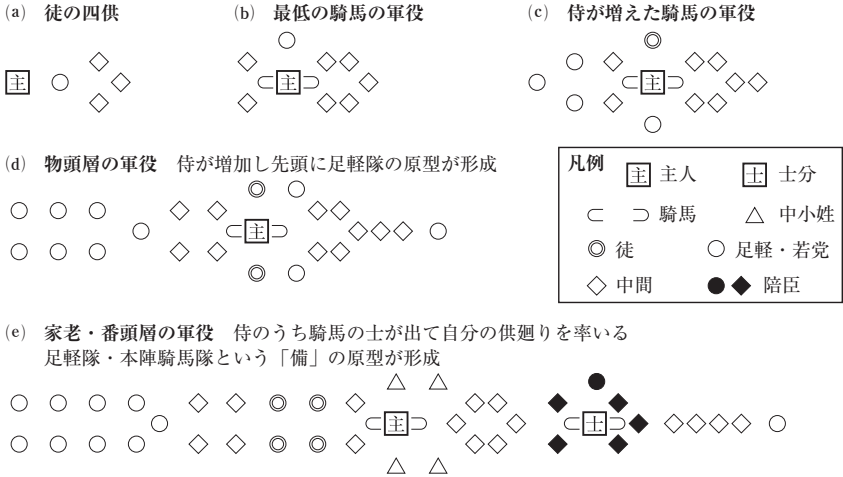 (a) 徒の四供
(b) 最低の騎馬の軍役
(c) 侍が増えた騎馬の軍役
主
主
主
(d) 物頭層の軍役 侍が増加し先頭に足軽隊の原型が形成
主
凡例
主 主人
士 士分
騎馬
中小姓
徒
足軽・若党
中間
陪臣
(e) 家老・番頭層の軍役 侍のうち騎馬の士が出て自分の供廻りを率いる
足軽隊・本陣騎馬隊という「備」の原型が形成
主
士